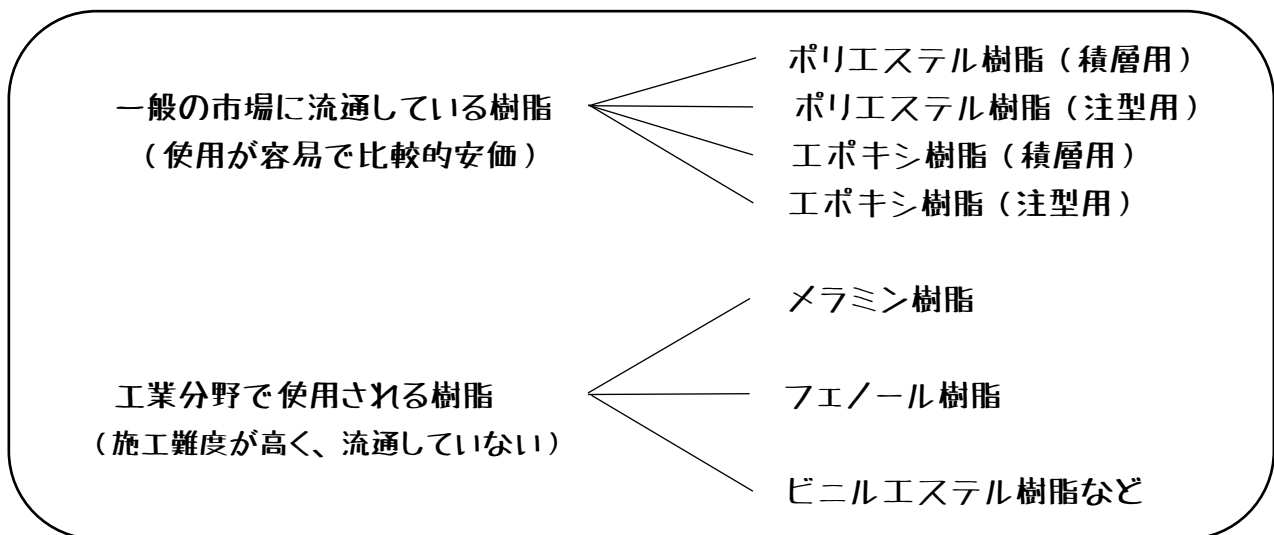 一般の市場に流通している樹脂
（使用が容易で比較的安価）
ポリエステル樹脂（積層用）
ポリエステル樹脂（注型用）
エポキシ樹脂（積層用）
エポキシ樹脂（注型用）
工業分野で使用される樹脂
（施工難度が高く、流通していない）
メラミン樹脂
フェノール樹脂
ビニルエステル樹脂など